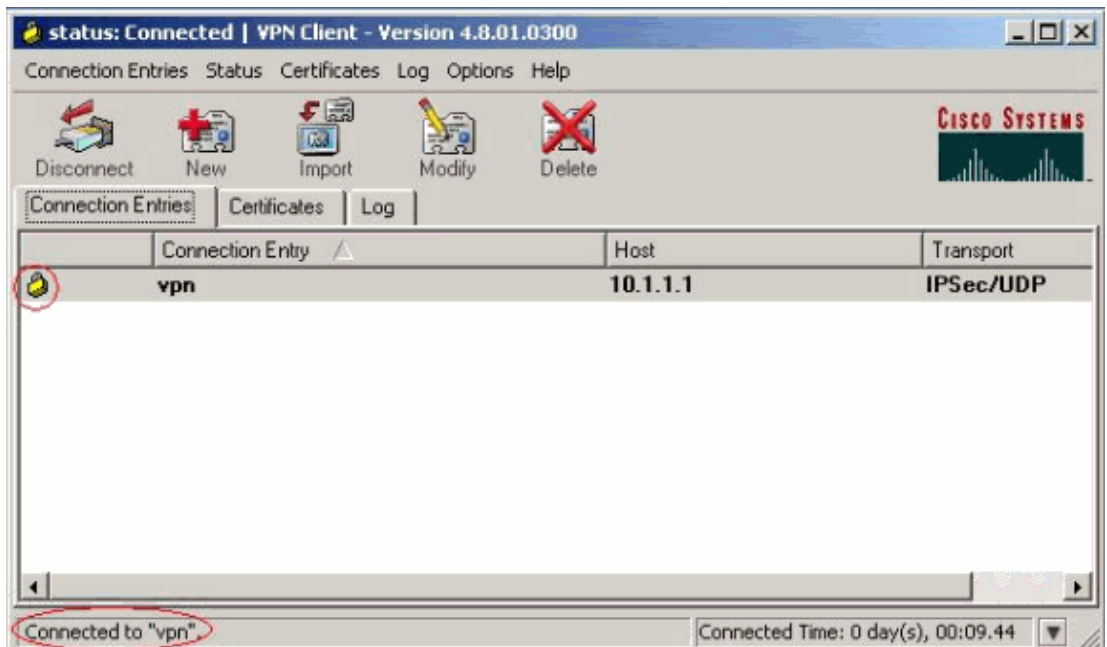 status: Connected | VPN Client - Version 4.8.01.0300
Connection Entries Status Certificates Log Options Help
Disconnect New Import Modify Delete
CISCO SYSTEMS
Connection Entries Certificates Log
Connection Entry Host Transport
vpn 10.1.1.1 IPSec/UDP
Connected to "vpn". Connected Time: 0 day(s), 00:09.44